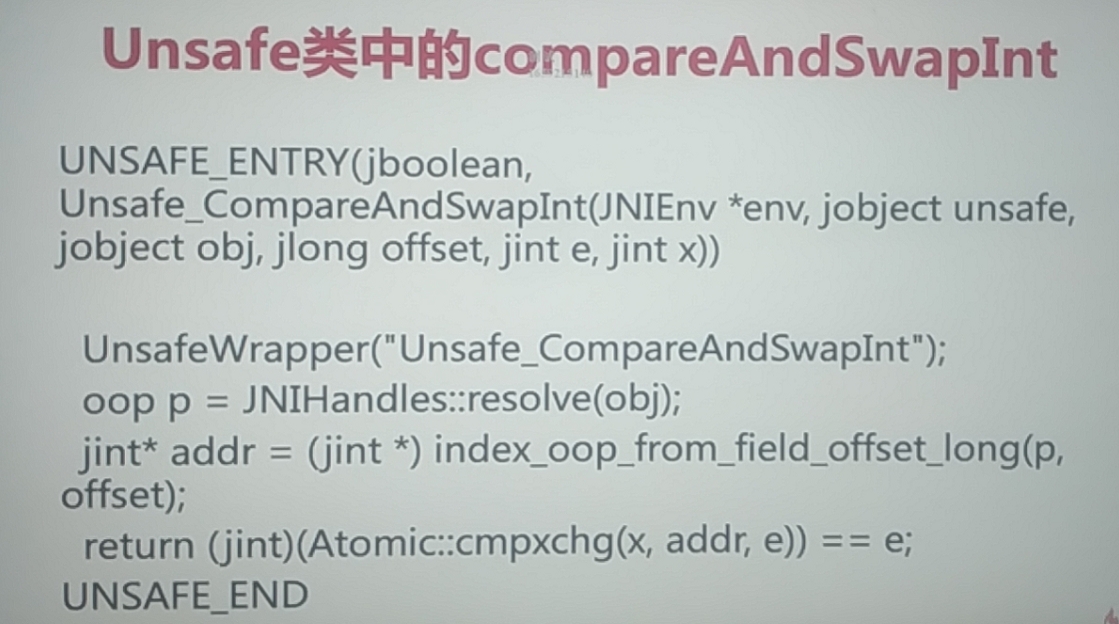 Unsafe类中的compareAndSwapInt
UNSAFE_ENTRY(jboolean,
Unsafe_CompareAndSwapInt(JNIEnv *env, jobject unsafe,
jobject obj, jlong offset, jint e, jint x))
UnsafeWrapper("Unsafe_CompareAndSwapInt");
oop p = JNIHandles::resolve(obj);
jint* addr = (jint *) index_oop_from_field_offset_long(p,
offset);
return (jint)(Atomic::cmpxchg(x, addr, e)) == e;
UNSAFE_END